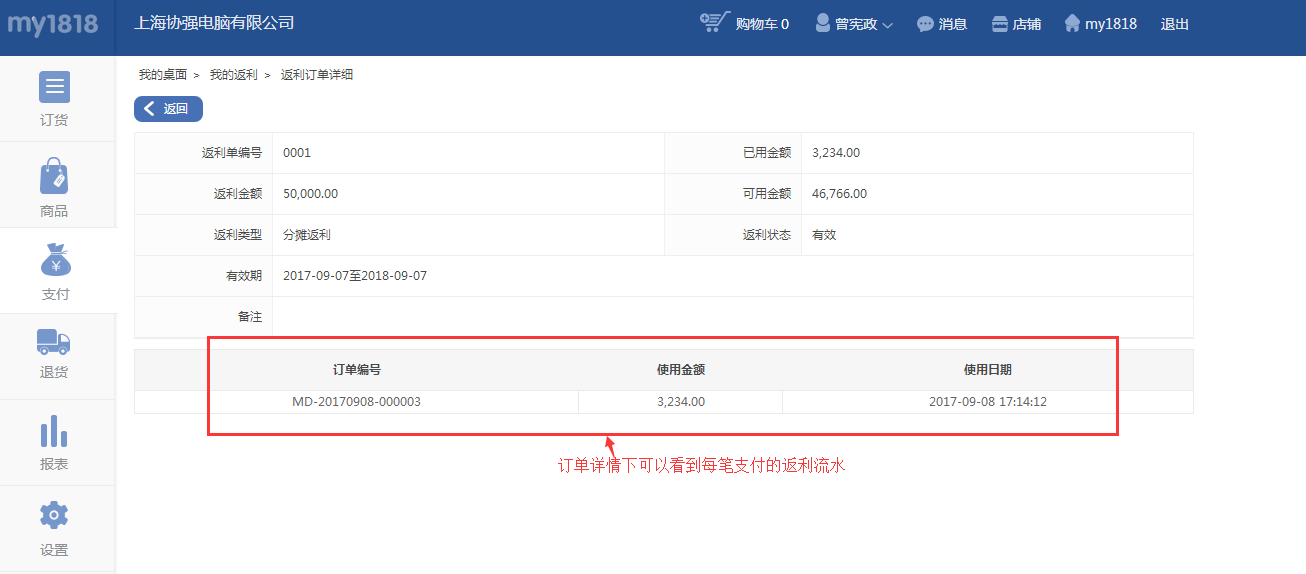 my1818 上海协强电脑有限公司 购物车 0 曾宪政 消息 店铺 my1818 退出
我的桌面 > 我的返利 > 返利订单详细
返回
订货
商品
¥
支付
退货
报表
设置
返利单编号 0001 已用金额 3,234.00
返利金额 50,000.00 可用金额 46,766.00
返利类型 分摊返利 返利状态 有效
有效期 2017-09-07至2018-09-07
备注
订单编号 使用金额 使用日期
MD-20170908-000003 3,234.00 2017-09-08 17:14:12
订单详情下可以看到每笔支付的返利流水